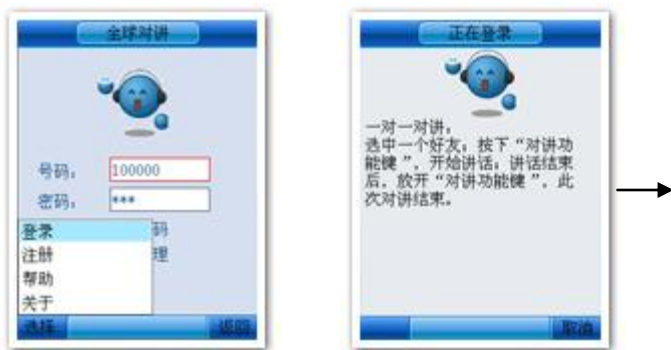 全球对讲
号码：
100000
密码：
***
码
理
登录
注册
帮助
关于
选择
返回
正在登录
一对一对讲：
选中一个好友；按下“对讲功
能键”，开始讲话；讲话结束
后，放开“对讲功能键”，此
次对讲结束。
取消